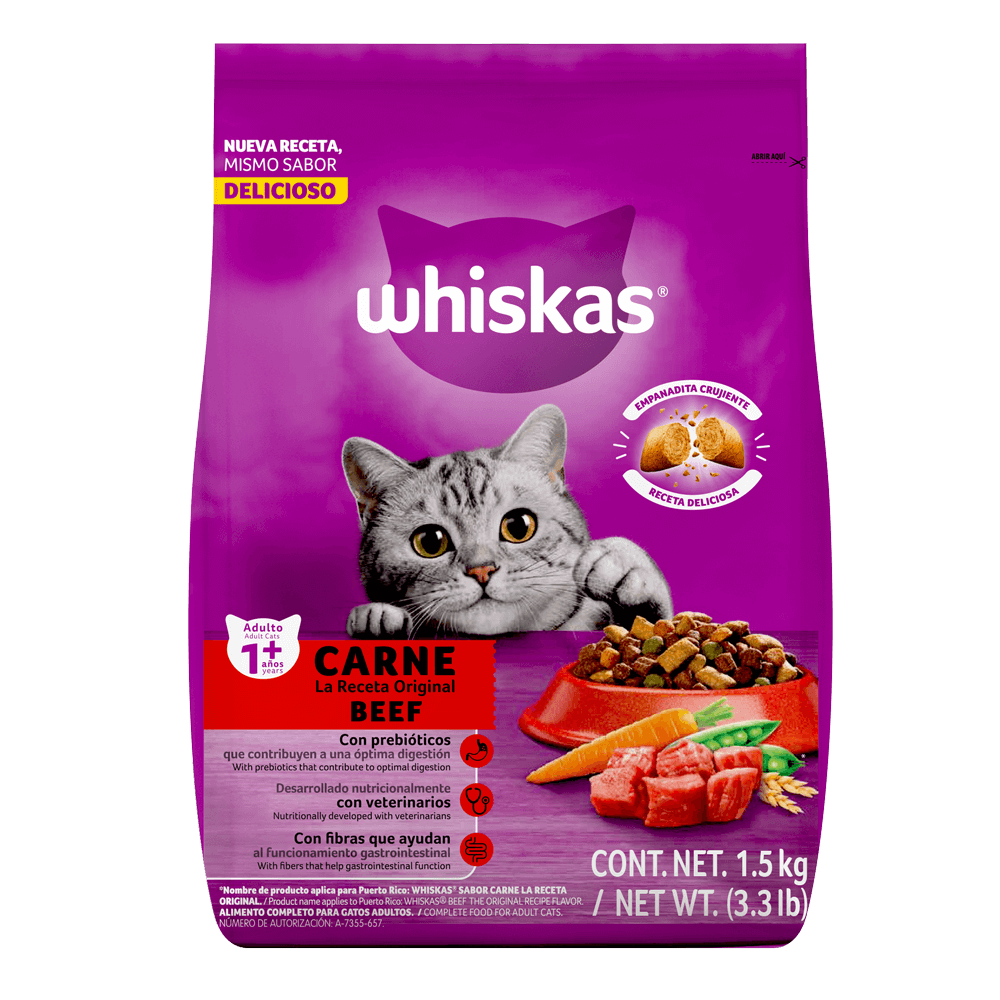 NUEVA RECETA,
MISMO SABOR
DELICIOSO
ABRIR AQUÍ
whiskas®
EMPANADITA CRUJIENTE
RECETA DELICIOSA
Adulto
Adult Cats
1+
años
years
CARNE
La Receta Original
BEEF
Con prebióticos
que contribuyen a una óptima digestión
With prebiotics that contribute to optimal digestion
Desarrollado nutricionalmente
con veterinarios
Nutritionally developed with veterinarians
Con fibras que ayudan
al funcionamiento gastrointestinal
With fibers that help gastrointestinal function
CONT. NET. 1.5 kg
/ NET WT. (3.3 lb)
*Nombre de producto aplica para Puerto Rico: WHISKAS® SABOR CARNE LA RECETA
ORIGINAL. / Product name applies to Puerto Rico: WHISKAS® BEEF THE ORIGINAL RECIPE FLAVOR.
ALIMENTO COMPLETO PARA GATOS ADULTOS. / COMPLETE FOOD FOR ADULT CATS.
NÚMERO DE AUTORIZACIÓN: A-7355-657.